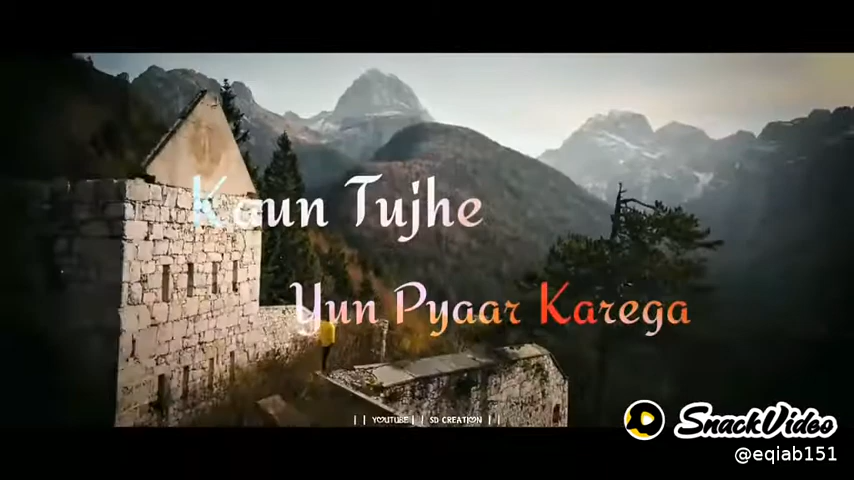 Kaun Tujhe
Yun Pyaar Karega
| | YOUTUBE | | SD CREATION | |
SnackVideo
@eqiab151